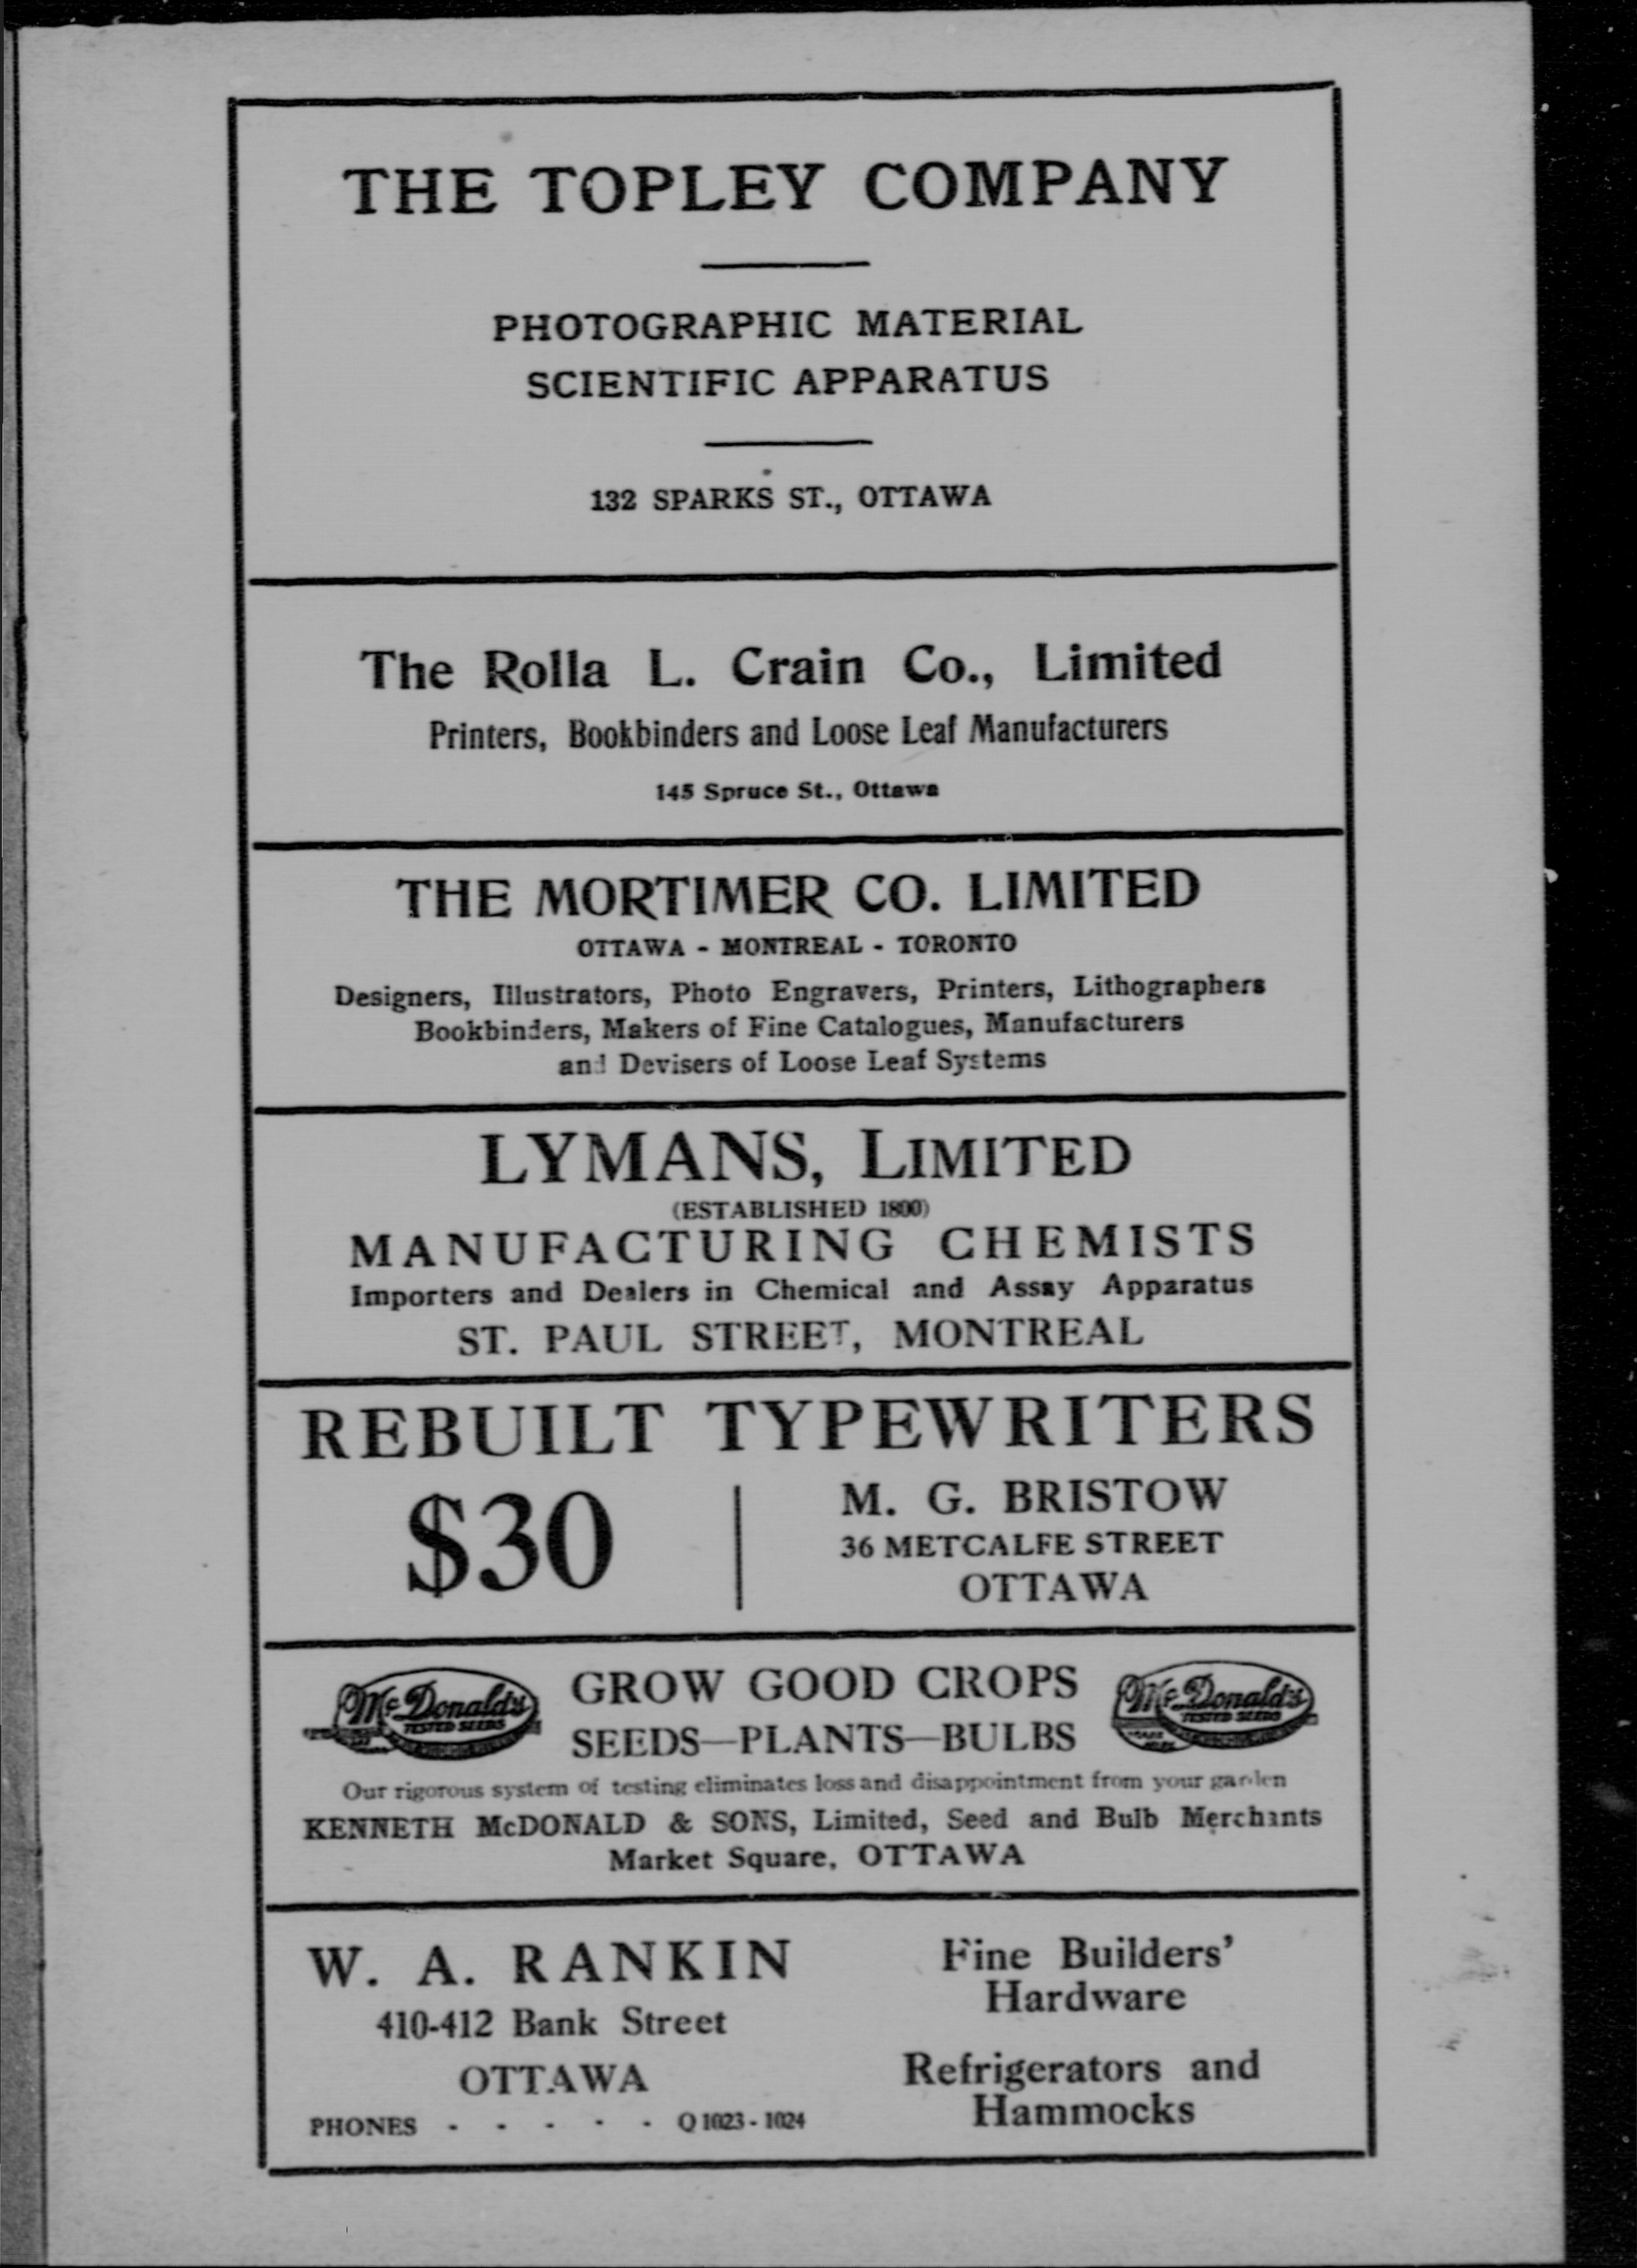 THE TOPLEY COMPANY
PHOTOGRAPHIC MATERIAL
SCIENTIFIC APPARATUS
132 SPARKS ST., OTTAWA
The Rolla L. Crain Co., Limited
Printers, Bookbinders and Loose Leaf Manufacturers
145 Spruce St., Ottawa
THE MORTIMER CO. LIMITED
OTTAWA - MONTREAL - TORONTO
Designers, Illustrators, Photo Engravers, Printers, Lithographers
Bookbinders, Makers of Fine Catalogues, Manufacturers
and Devisers of Loose Leaf Systems
LYMANS, LIMITED
(ESTABLISHED 1800)
MANUFACTURING CHEMISTS
Importers and Dealers in Chemical and Assay Apparatus
ST. PAUL STREET, MONTREAL
REBUILT TYPEWRITERS
$30
M. G. BRISTOW
36 METCALFE STREET
OTTAWA
McDonald's
TESTED SEEDS
GROW GOOD CROPS
SEEDS—PLANTS—BULBS
McDonald's
TESTED SEEDS
Our rigorous system of testing eliminates loss and disappointment from your garden
KENNETH McDONALD & SONS, Limited, Seed and Bulb Merchants
Market Square, OTTAWA
W. A. RANKIN
410-412 Bank Street
OTTAWA
PHONES - - - - - Q 1023 - 1024
Fine Builders'
Hardware
Refrigerators and
Hammocks